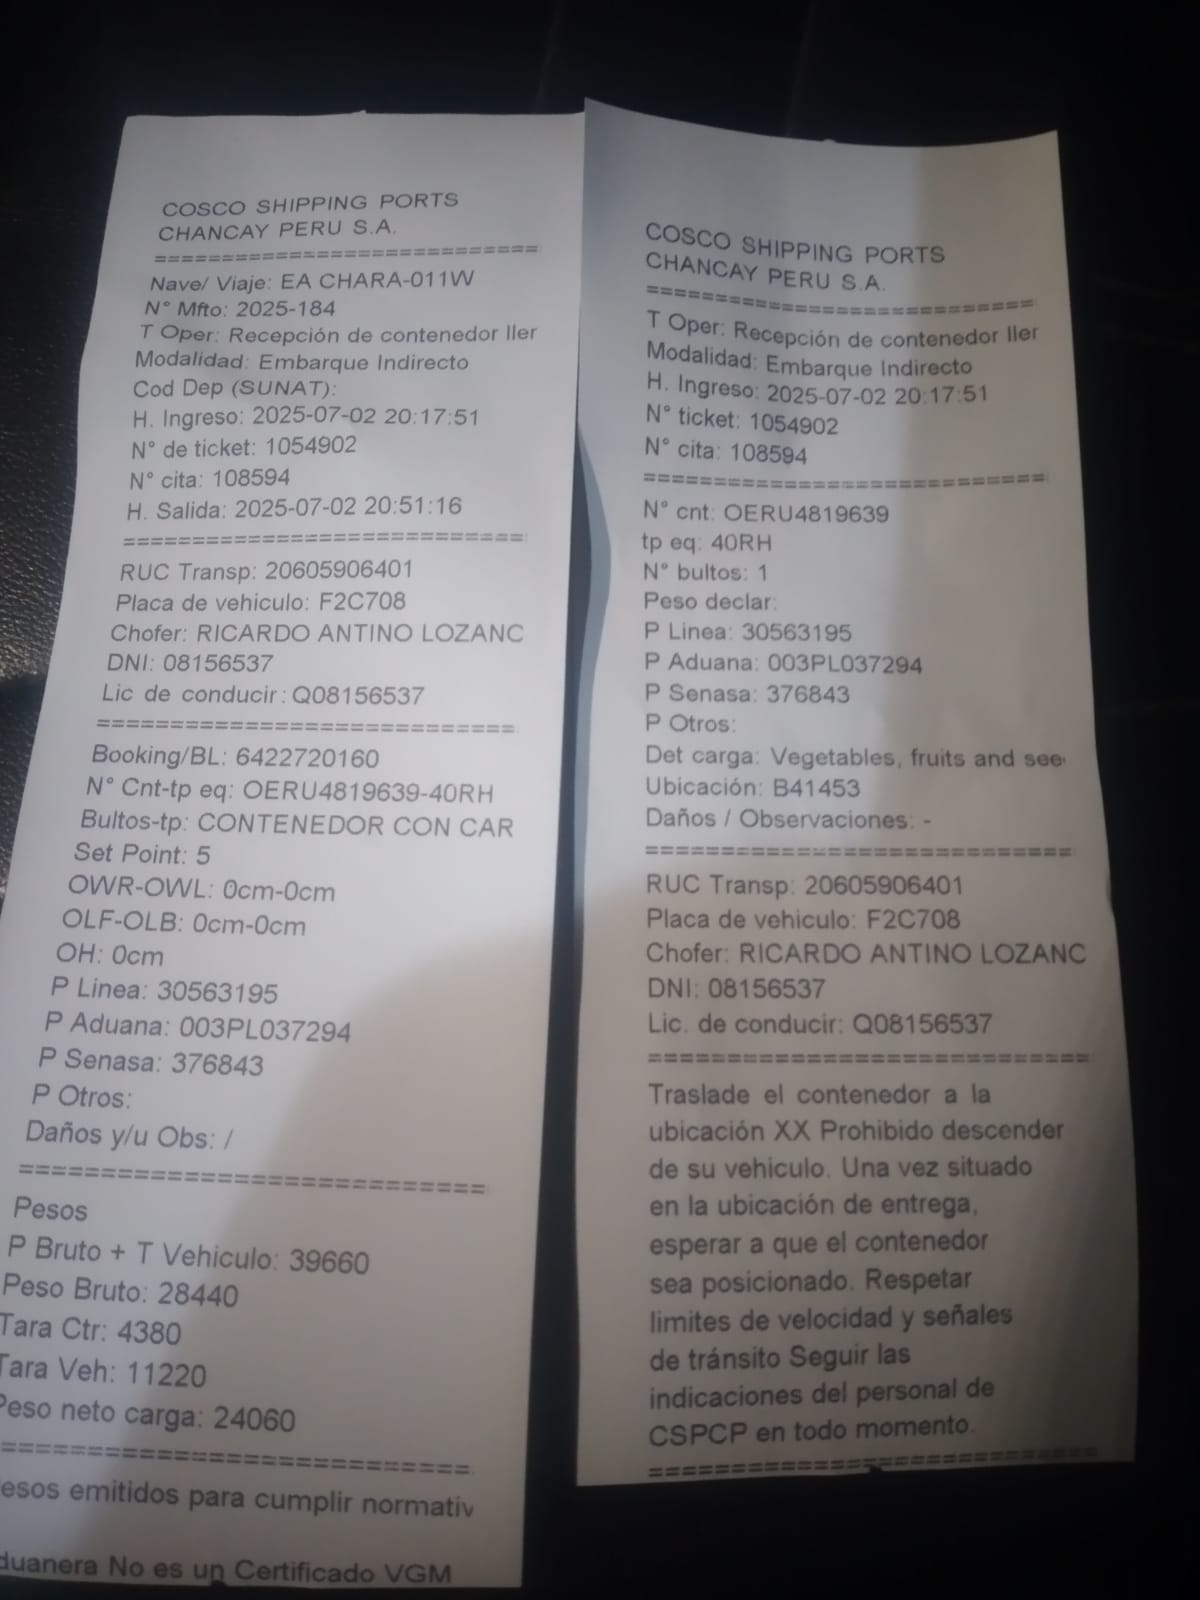 COSCO SHIPPING PORTS
CHANCAY PERU S.A.
==============================
Nave/ Viaje: EA CHARA-011W
N° Mfto: 2025-184
T Oper: Recepción de contenedor ller
Modalidad: Embarque Indirecto
Cod Dep (SUNAT):
H. Ingreso: 2025-07-02 20:17:51
N° de ticket: 1054902
N° cita: 108594
H. Salida: 2025-07-02 20:51:16
==============================
RUC Transp: 20605906401
Placa de vehiculo: F2C708
Chofer: RICARDO ANTINO LOZANC
DNI: 08156537
Lic de conducir: Q08156537
==============================
Booking/BL: 6422720160
N° Cnt-tp eq: OERU4819639-40RH
Bultos-tp: CONTENEDOR CON CAR
Set Point: 5
OWR-OWL: 0cm-0cm
OLF-OLB: 0cm-0cm
OH: 0cm
P Linea: 30563195
P Aduana: 003PL037294
P Senasa: 376843
P Otros:
Daños y/u Obs: /
==============================
Pesos
P Bruto + T Vehiculo: 39660
Peso Bruto: 28440
Tara Ctr: 4380
Tara Veh: 11220
Peso neto carga: 24060
==============================
esos emitidos para cumplir normativ
duanera No es un Certificado VGM
COSCO SHIPPING PORTS
CHANCAY PERU S.A.
==============================
T Oper: Recepción de contenedor ller
Modalidad: Embarque Indirecto
H. Ingreso: 2025-07-02 20:17:51
N° ticket: 1054902
N° cita: 108594
==============================
N° cnt: OERU4819639
tp eq: 40RH
N° bultos: 1
Peso declar:
P Linea: 30563195
P Aduana: 003PL037294
P Senasa: 376843
P Otros:
Det carga: Vegetables, fruits and see
Ubicación: B41453
Daños / Observaciones: -
==============================
RUC Transp: 20605906401
Placa de vehiculo: F2C708
Chofer: RICARDO ANTINO LOZANC
DNI: 08156537
Lic. de conducir: Q08156537
==============================
Traslade el contenedor a la
ubicación XX Prohibido descender
de su vehiculo. Una vez situado
en la ubicación de entrega,
esperar a que el contenedor
sea posicionado. Respetar
limites de velocidad y señales
de tránsito Seguir las
indicaciones del personal de
CSPCP en todo momento.
==============================